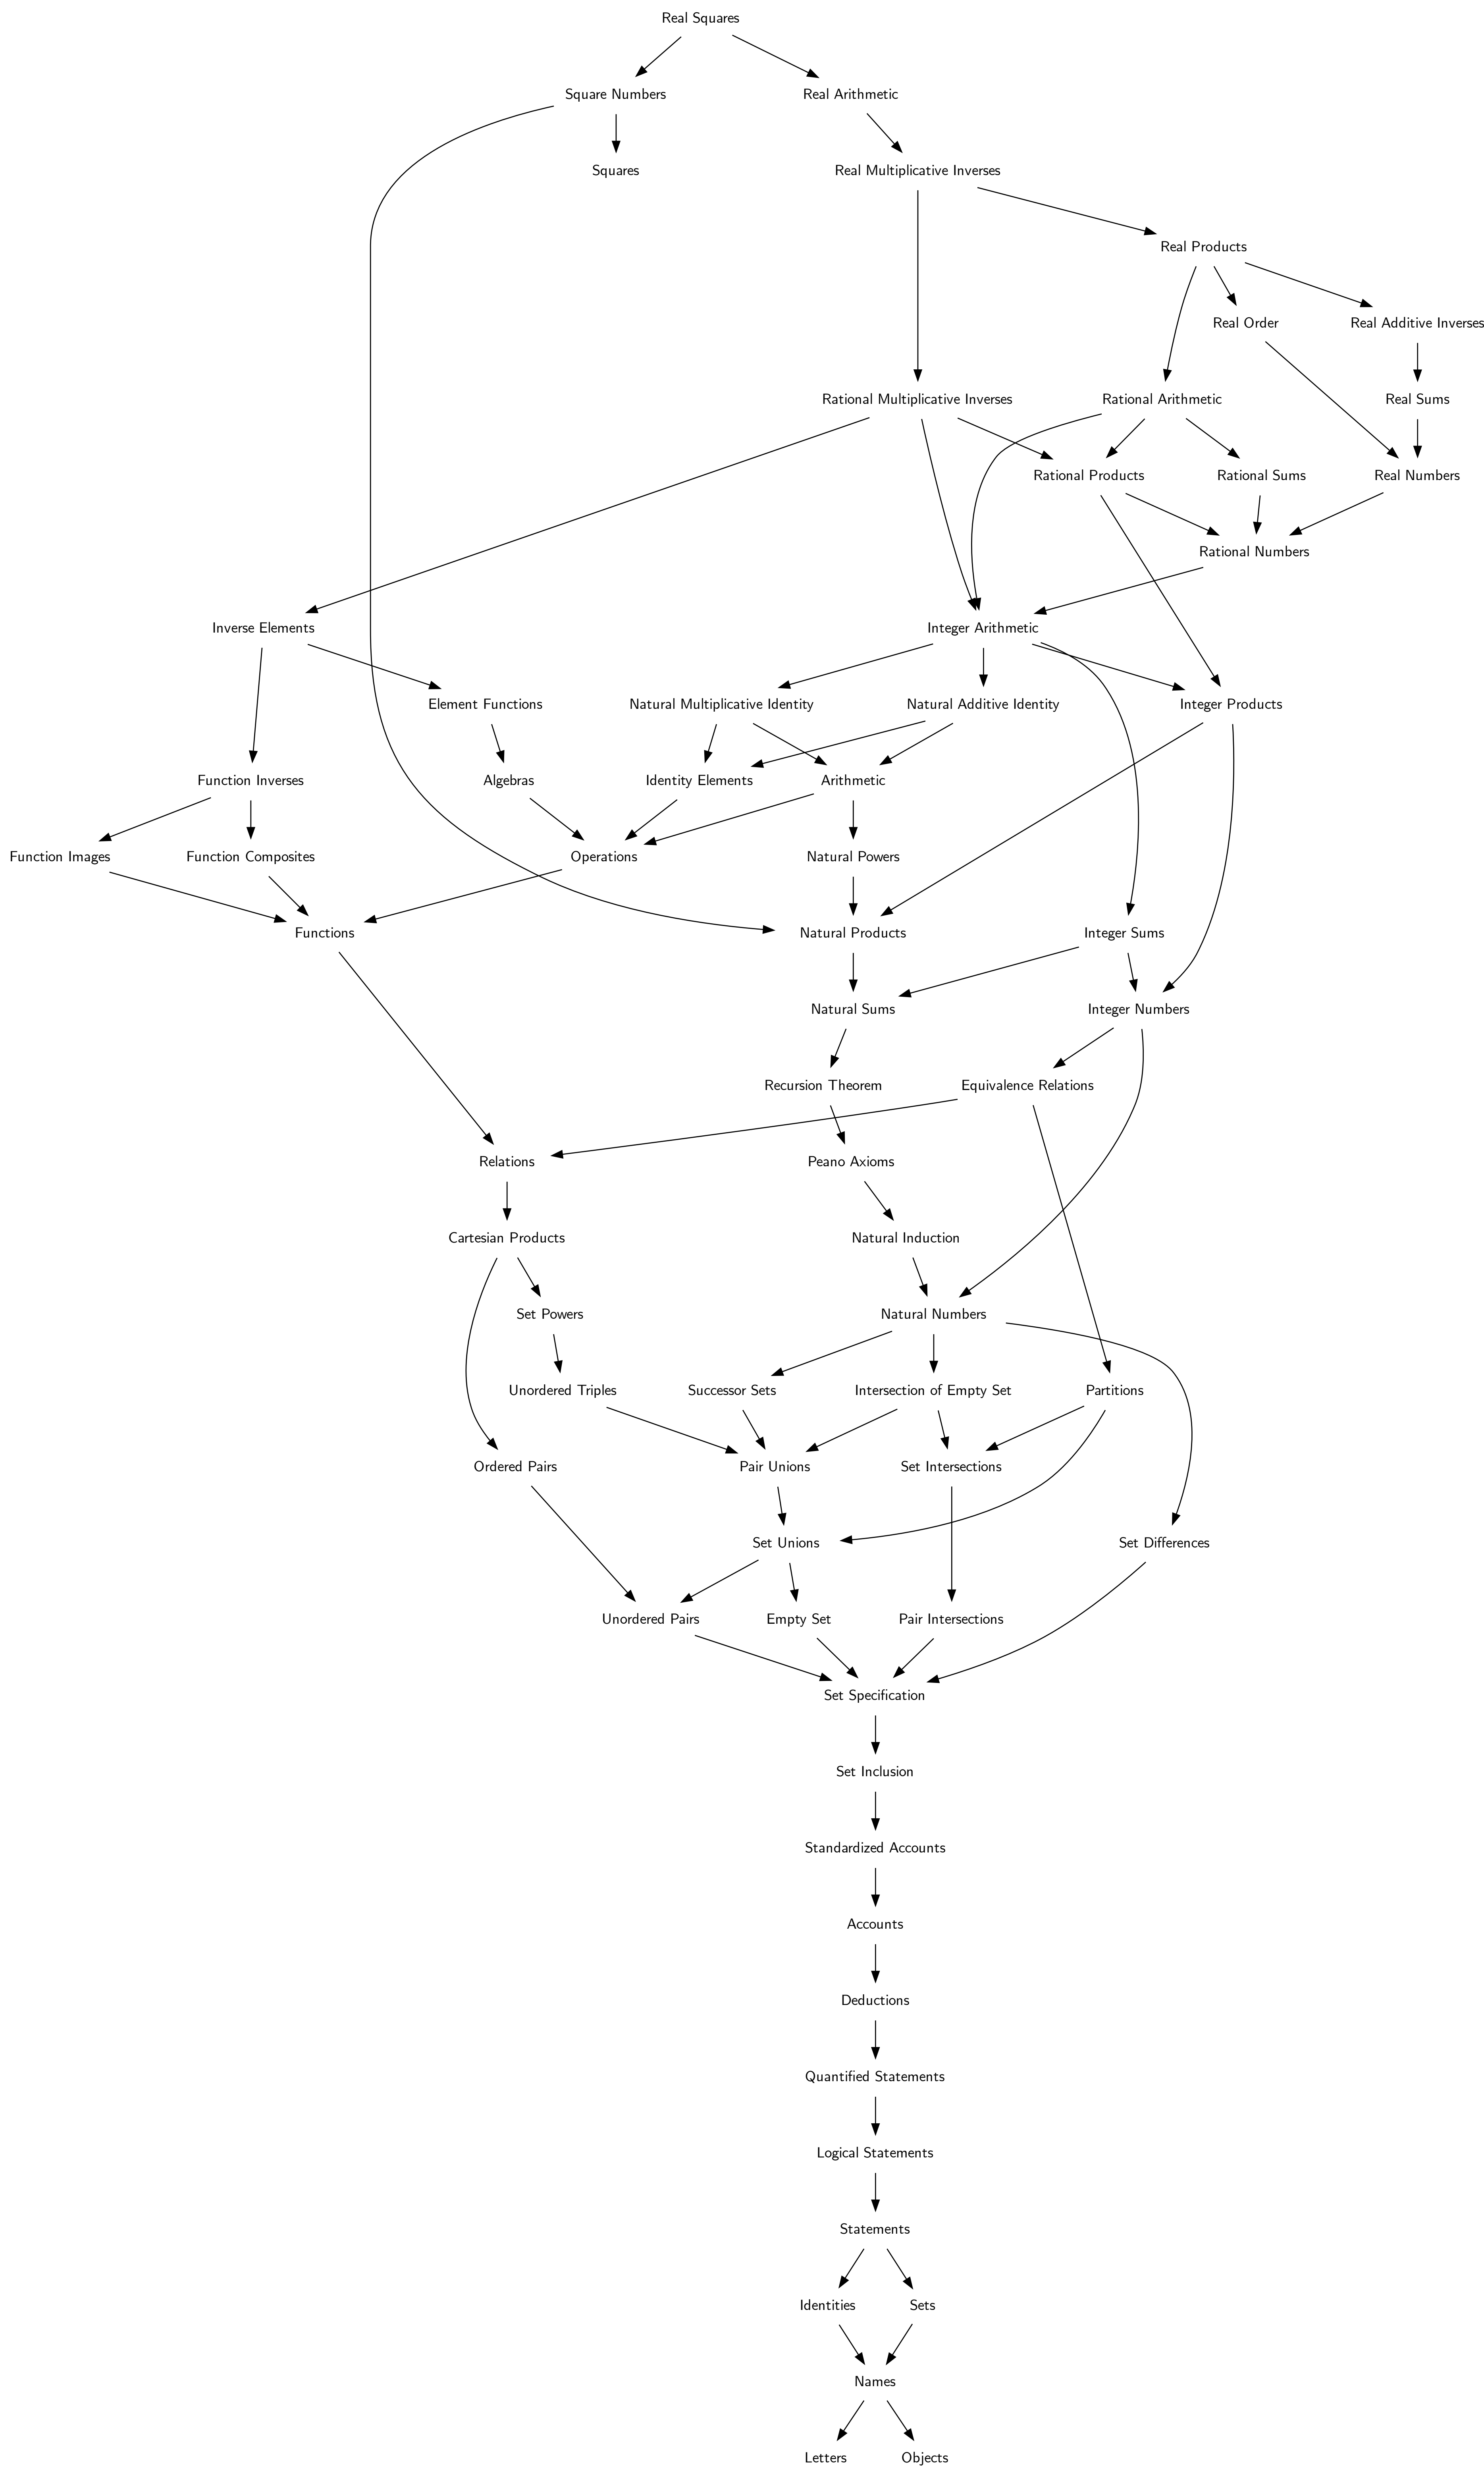 Real Squares
Square Numbers
Real Arithmetic
Squares
Real Multiplicative Inverses
Real Products
Real Order
Real Additive Inverses
Rational Multiplicative Inverses
Rational Arithmetic
Real Sums
Rational Products
Rational Sums
Real Numbers
Rational Numbers
Inverse Elements
Integer Arithmetic
Element Functions
Natural Multiplicative Identity
Natural Additive Identity
Integer Products
Function Inverses
Algebras
Identity Elements
Arithmetic
Function Images
Function Composites
Operations
Natural Powers
Functions
Natural Products
Integer Sums
Natural Sums
Integer Numbers
Recursion Theorem
Equivalence Relations
Relations
Peano Axioms
Cartesian Products
Natural Induction
Set Powers
Natural Numbers
Unordered Triples
Successor Sets
Intersection of Empty Set
Partitions
Ordered Pairs
Pair Unions
Set Intersections
Set Unions
Set Differences
Unordered Pairs
Empty Set
Pair Intersections
Set Specification
Set Inclusion
Standardized Accounts
Accounts
Deductions
Quantified Statements
Logical Statements
Statements
Identities
Sets
Names
Letters
Objects